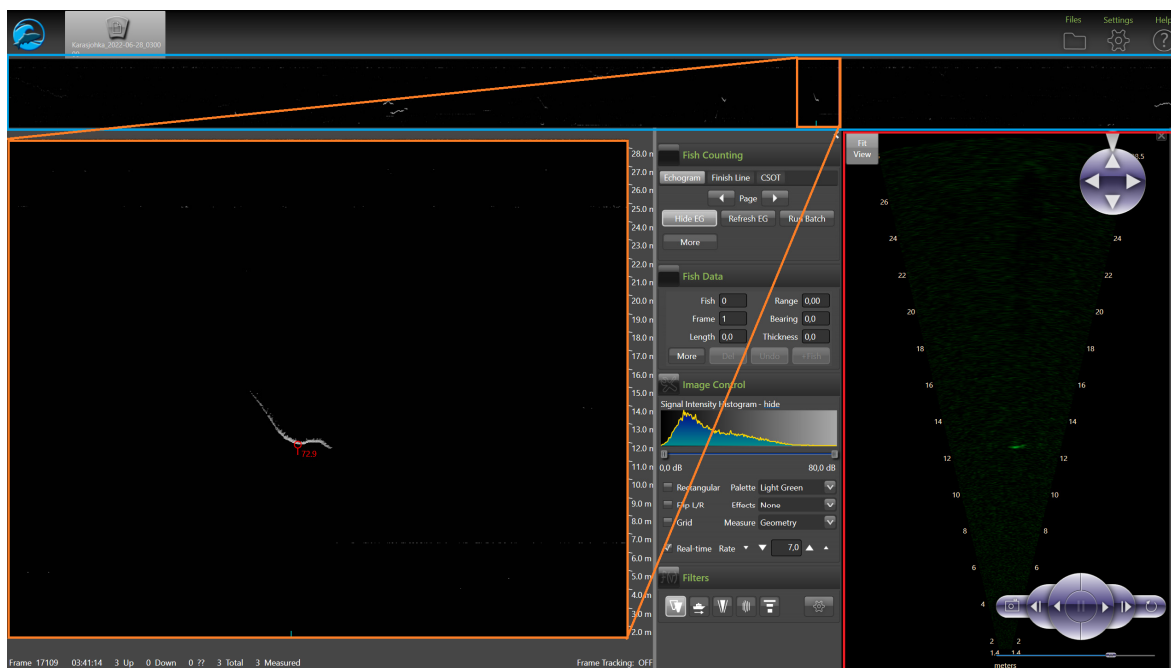 Files Settings Help
Karasjohka_2022-06-28_0300
00
28.0 m
27.0 m
26.0 m
25.0 m
24.0 m
23.0 m
22.0 m
21.0 m
20.0 m
19.0 m
18.0 m
17.0 m
16.0 m
15.0 m
14.0 m
13.0 m
12.0 m
11.0 m
10.0 m
9.0 m
8.0 m
7.0 m
6.0 m
5.0 m
4.0 m
3.0 m
2.0 m
72.9
Fish Counting
Echogram Finish Line CSOT
Page
Hide EG Refresh EG Run Batch
More
Fish Data
Fish 0 Range 0,00
Frame 1 Bearing 0,0
Length 0,0 Thickness 0,0
More Del Undo +Fish
Image Control
Signal Intensity Histogram - hide
0,0 dB 80,0 dB
Rectangular Palette Light Green
Flip L/R Effects None
Grid Measure Geometry
Real-time Rate 7,0
Filters
Fit
View
8.5
26
24 24
22 22
20 20
18 18
16 16
14 14
12 12
10 10
8 8
6 6
4
2 2
1.4 1.4
meters
Frame 17109 03:41:14 3 Up 0 Down 0 ?? 3 Total 3 Measured
Frame Tracking: OFF